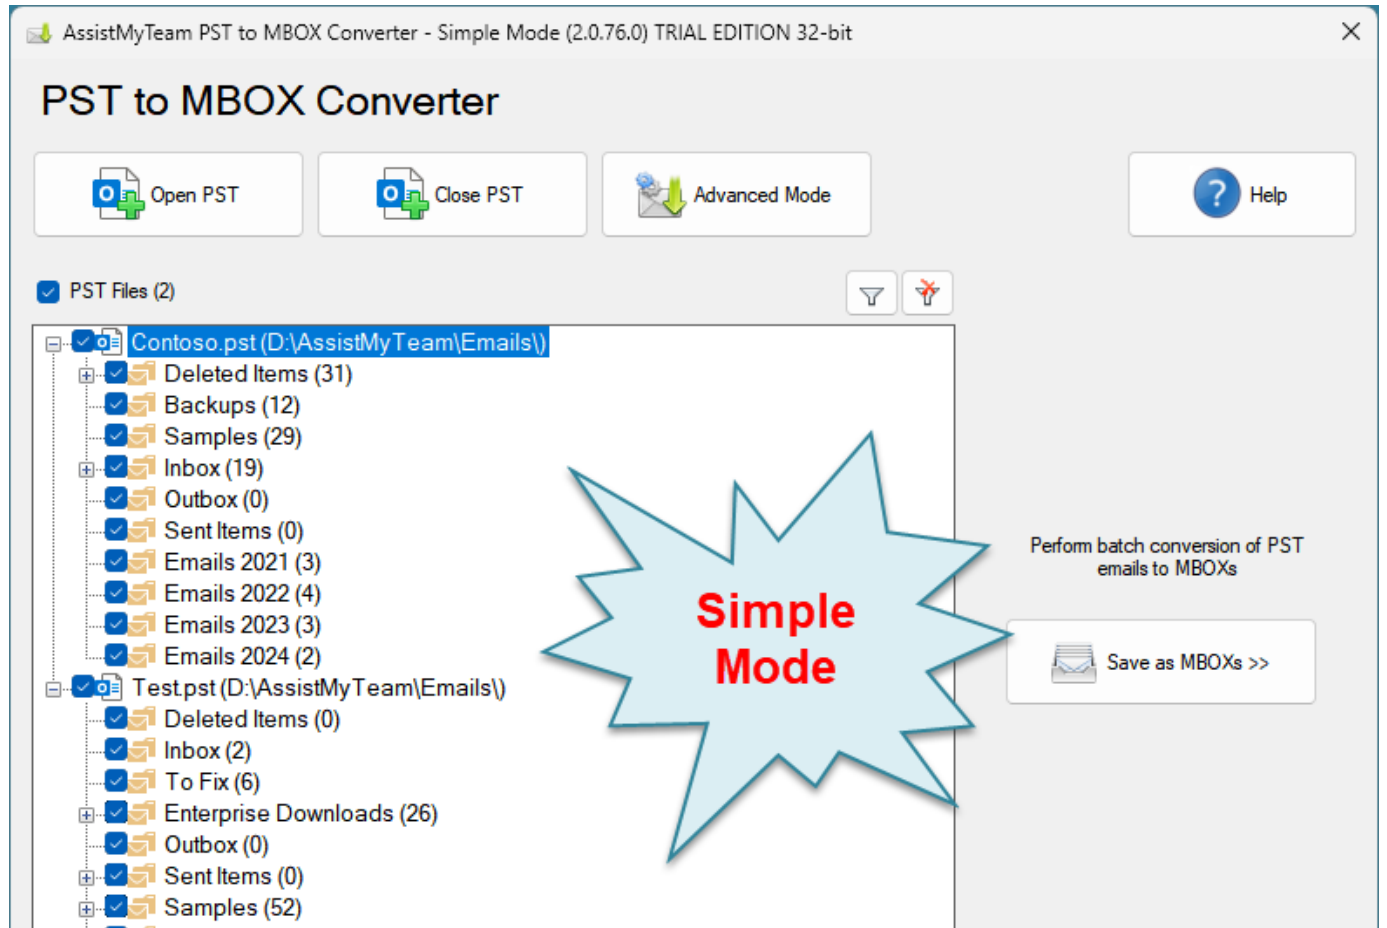 AssistMyTeam PST to MBOX Converter - Simple Mode (2.0.76.0) TRIAL EDITION 32-bit
PST to MBOX Converter
Open PST
Close PST
Advanced Mode
Help
PST Files (2)
Contoso.pst (D:\AssistMyTeam\Emails\)
Deleted Items (31)
Backups (12)
Samples (29)
Inbox (19)
Outbox (0)
Sent Items (0)
Emails 2021 (3)
Emails 2022 (4)
Emails 2023 (3)
Emails 2024 (2)
Test.pst (D:\AssistMyTeam\Emails\)
Deleted Items (0)
Inbox (2)
To Fix (6)
Enterprise Downloads (26)
Outbox (0)
Sent Items (0)
Samples (52)
Simple
Mode
Perform batch conversion of PST
emails to MBOXs
Save as MBOXs >>